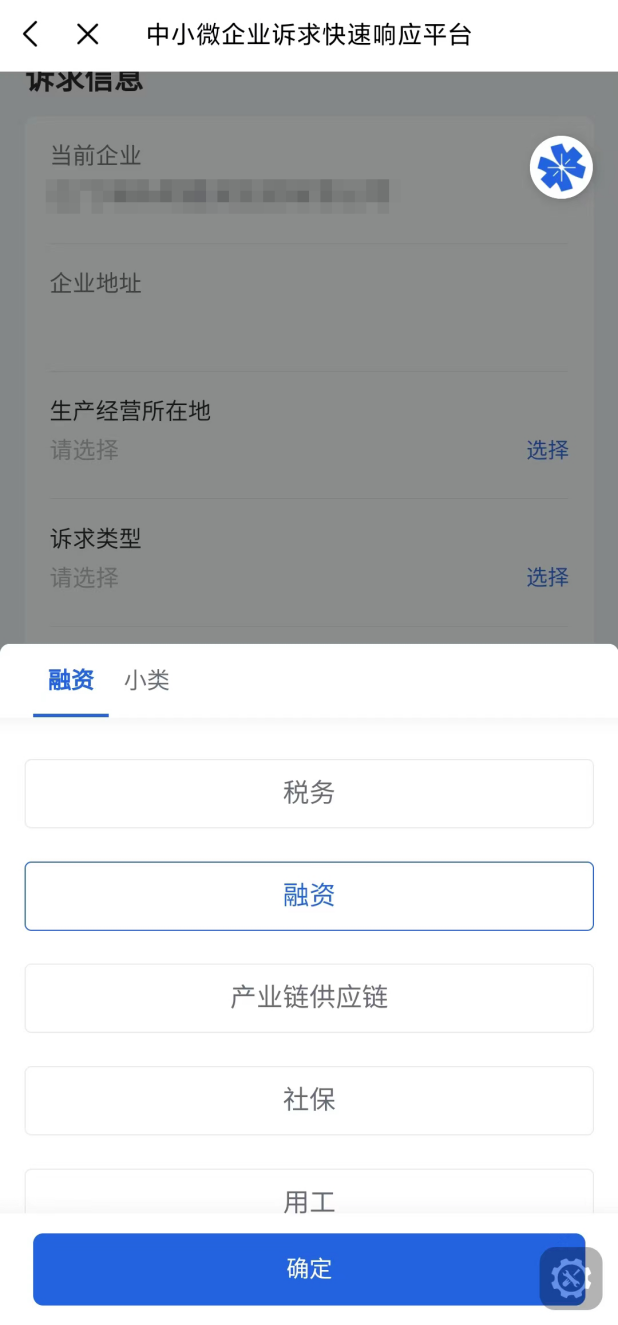 中小微企业诉求快速响应平台
诉求信息
当前企业
企业地址
生产经营所在地
请选择
选择
诉求类型
请选择
选择
融资 小类
税务
融资
产业链供应链
社保
用工
确定